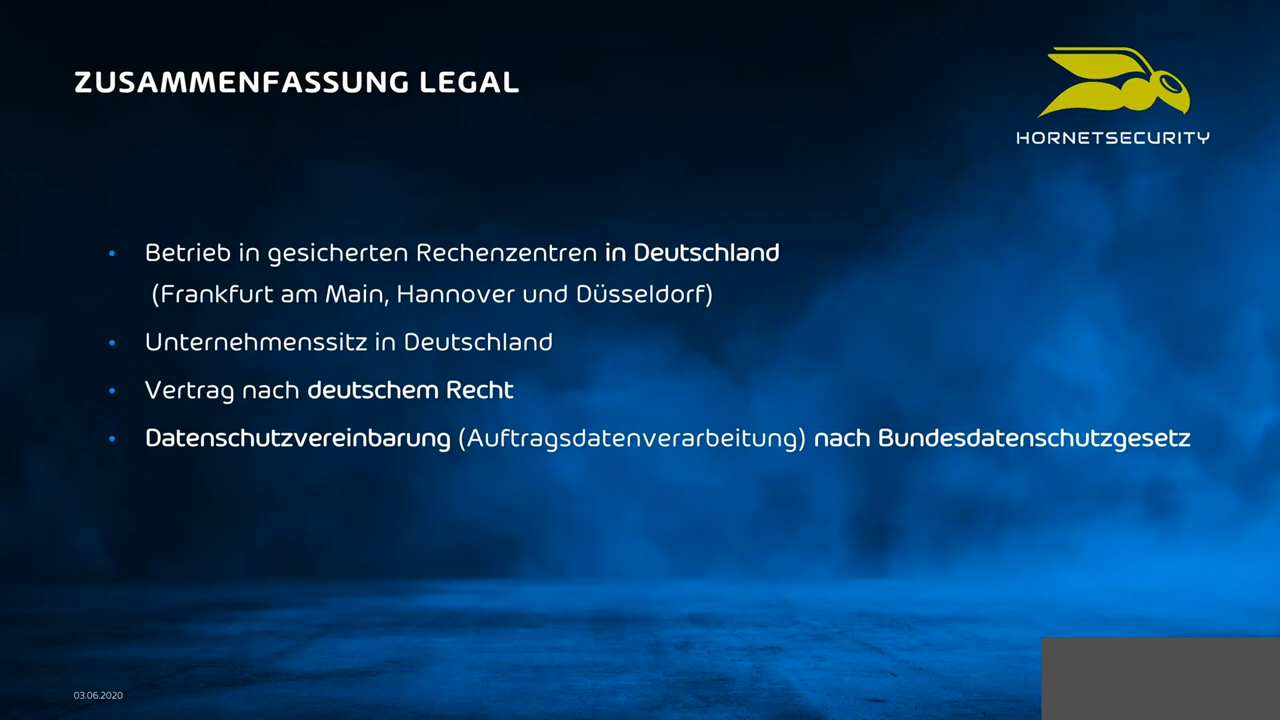 ZUSAMMENFASSUNG LEGAL
HORNETSECURITY
• Betrieb in gesicherten Rechenzentren in Deutschland
(Frankfurt am Main, Hannover und Düsseldorf)
• Unternehmenssitz in Deutschland
• Vertrag nach deutschem Recht
• Datenschutzvereinbarung (Auftragsdatenverarbeitung) nach Bundesdatenschutzgesetz
03.06.2020